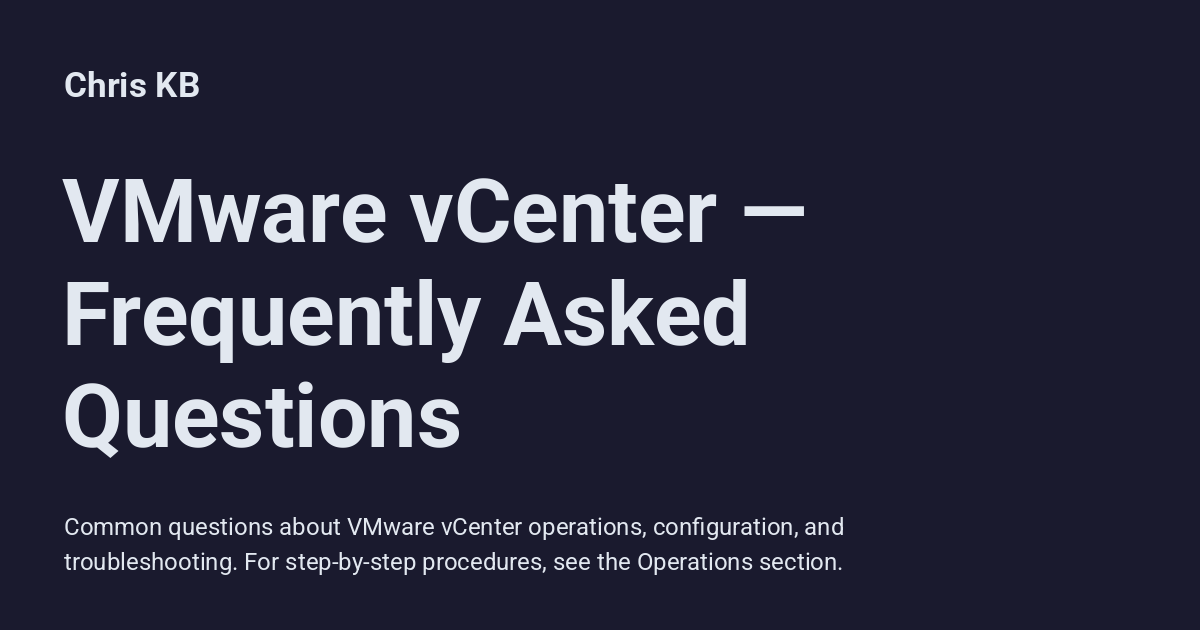 Chris KB
VMware vCenter —
Frequently Asked
Questions
Common questions about VMware vCenter operations, configuration, and
troubleshooting. For step-by-step procedures, see the Operations section.